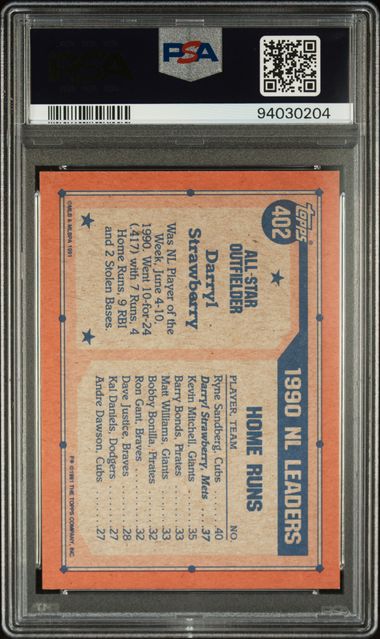 PSA
94030204
topps
402
ALL-STAR
OUTFIELDER
Darryl
Strawberry
Was NL Player of the
Week, June 4-10,
1990. Went 10-for-24
(.417) with 7 Runs, 4
Home Runs, 9 RBI
and 2 Stolen Bases.
©MLB & MLBPA 1991
1990 NL LEADERS
HOME RUNS
PLAYER, TEAM NO.
Ryne Sandberg, Cubs ..... 40
Darryl Strawberry, Mets ... 37
Kevin Mitchell, Giants ..... 35
Barry Bonds, Pirates ..... 33
Matt Williams, Giants ..... 33
Bobby Bonilla, Pirates ..... 32
Ron Gant, Braves ..... 32
Dave Justice, Braves ..... 28
Kal Daniels, Dodgers ..... 27
Andre Dawson, Cubs ..... 27
©1991 THE TOPPS COMPANY, INC.